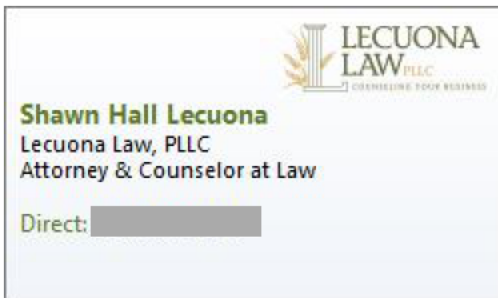 LECUONA
LAW PLLC
COUNSELING YOUR BUSINESS
Shawn Hall Lecuona
Lecuona Law, PLLC
Attorney & Counselor at Law
Direct: